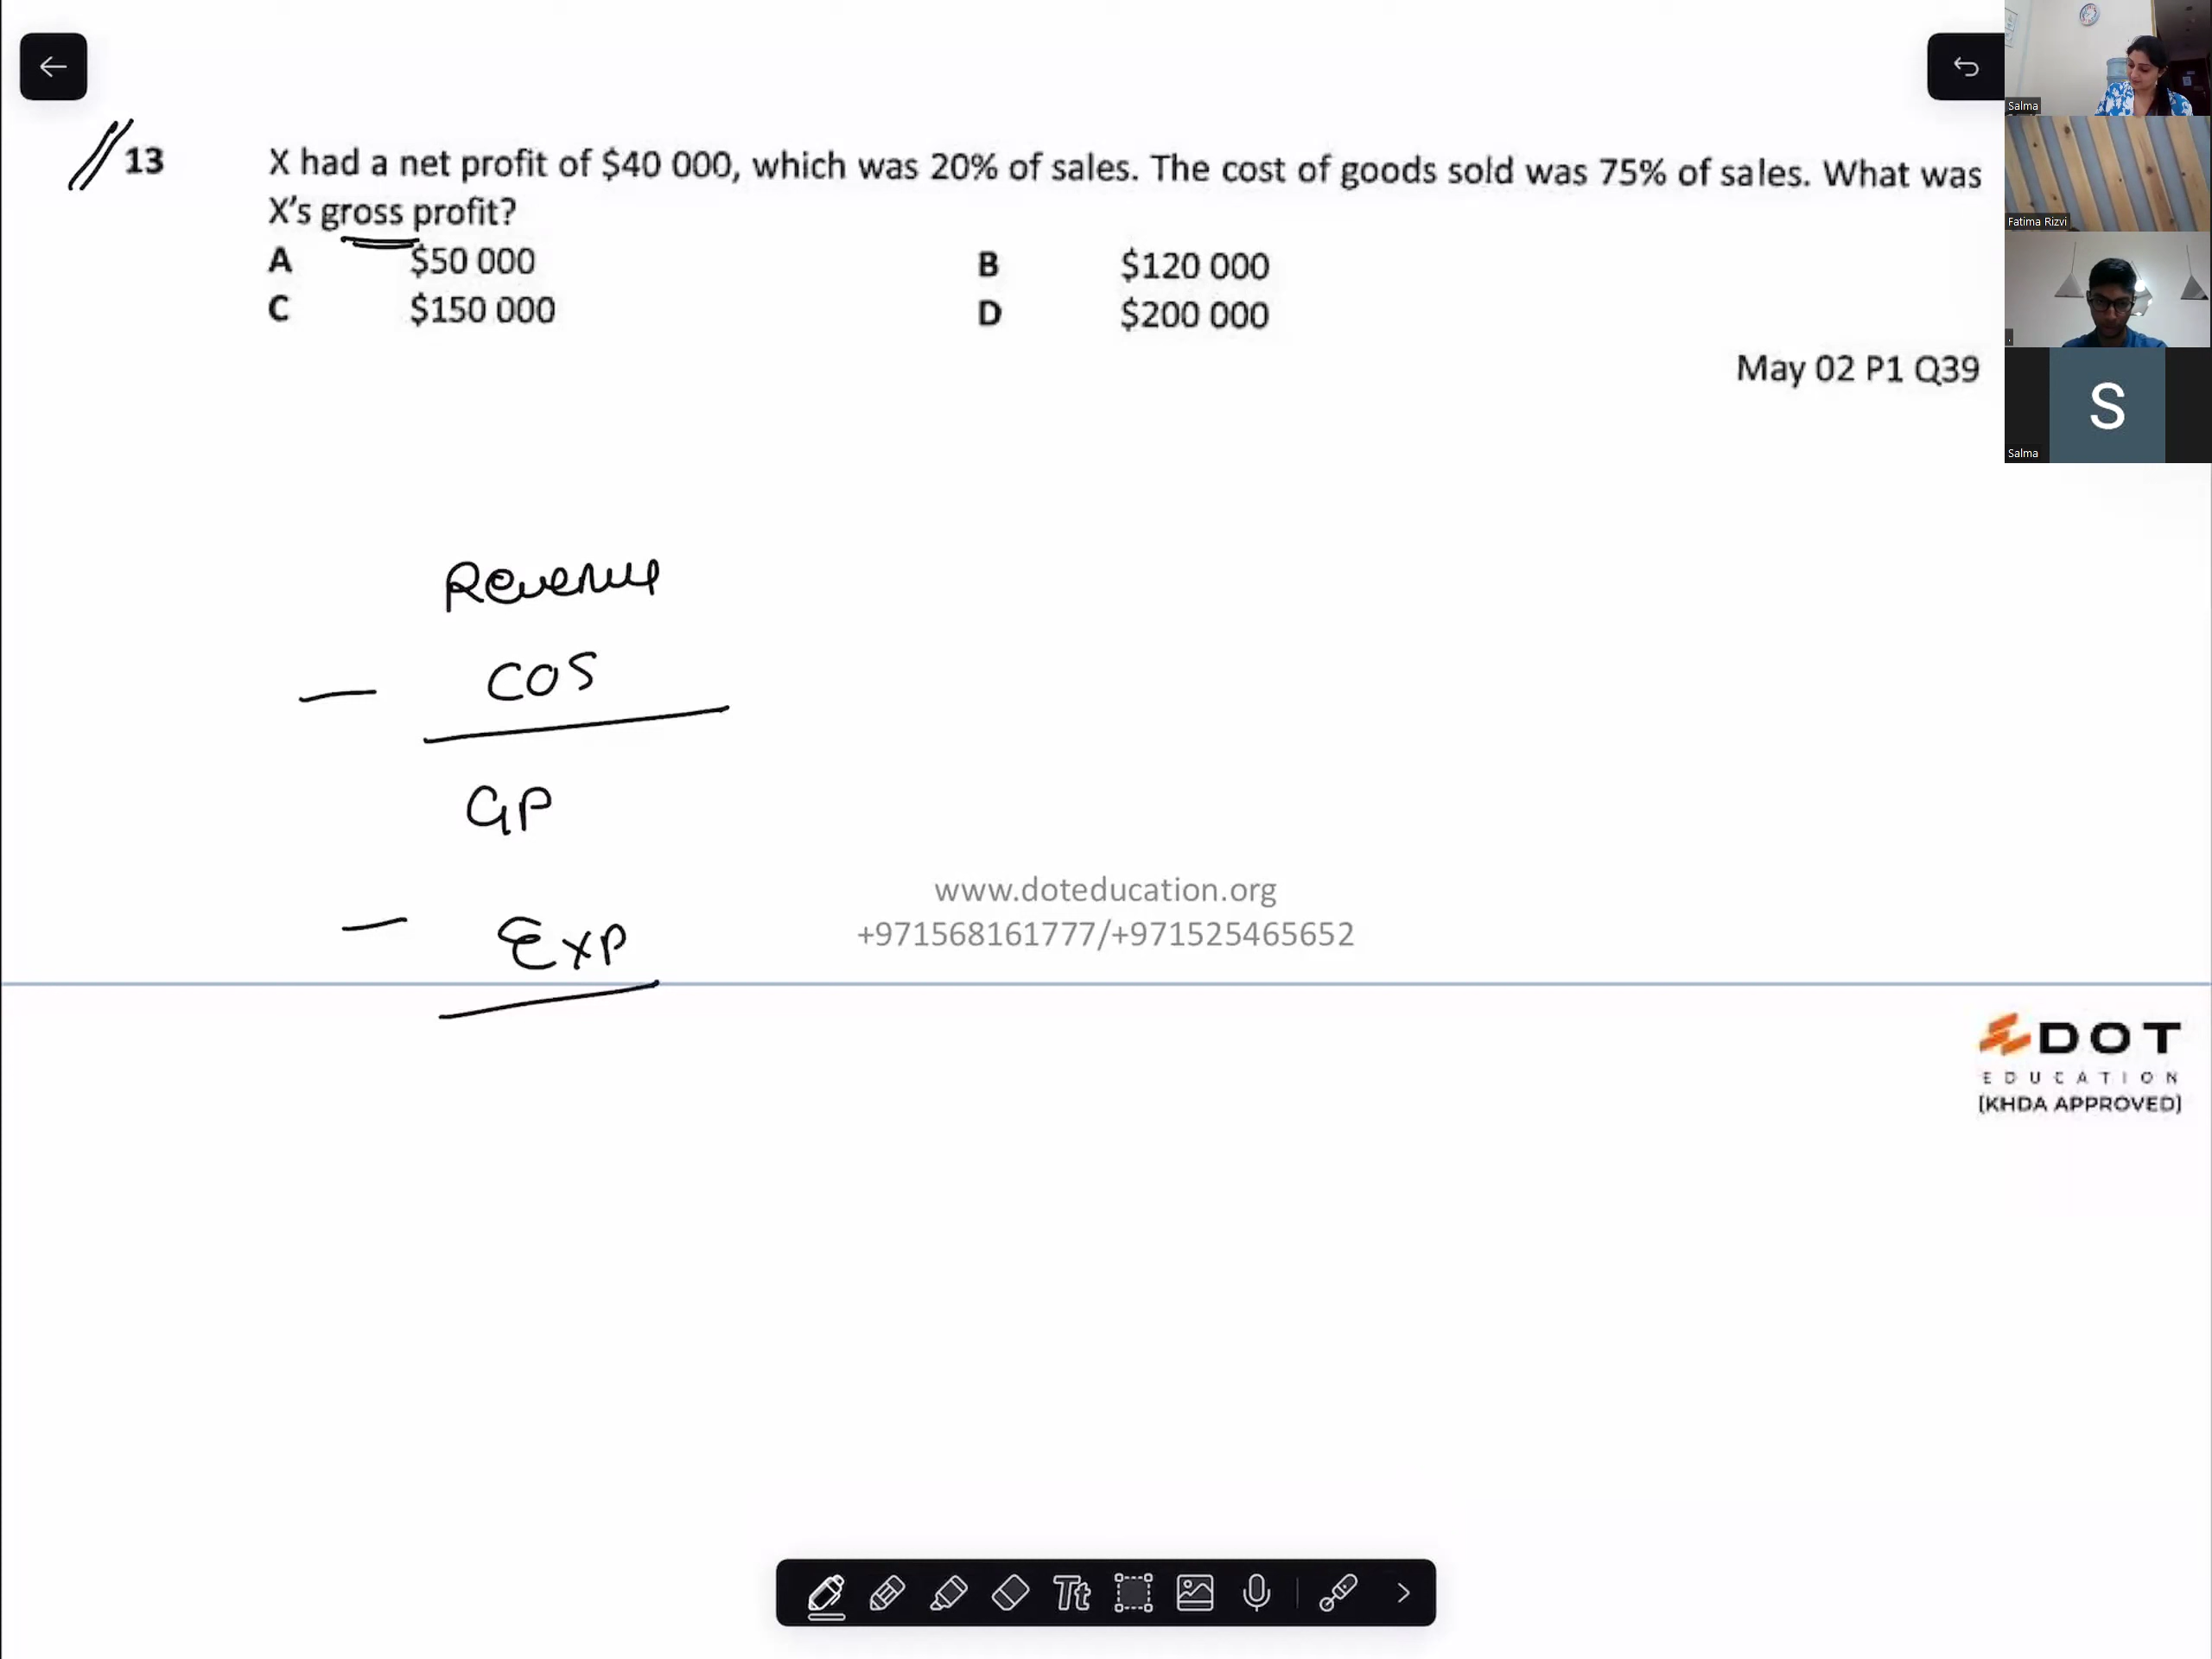 Salma
13 X had a net profit of $40 000, which was 20% of sales. The cost of goods sold was 75% of sales. What was
X's gross profit?
Fatima Rizvi
A $50 000 B $120 000
C $150 000 D $200 000
.
May 02 P1 Q39
S
Salma
Revenue
— COS
GP
— Exp
www.doteducation.org
+971568161777/+971525465652
DOT
EDUCATION
(KHDA APPROVED)
Tt